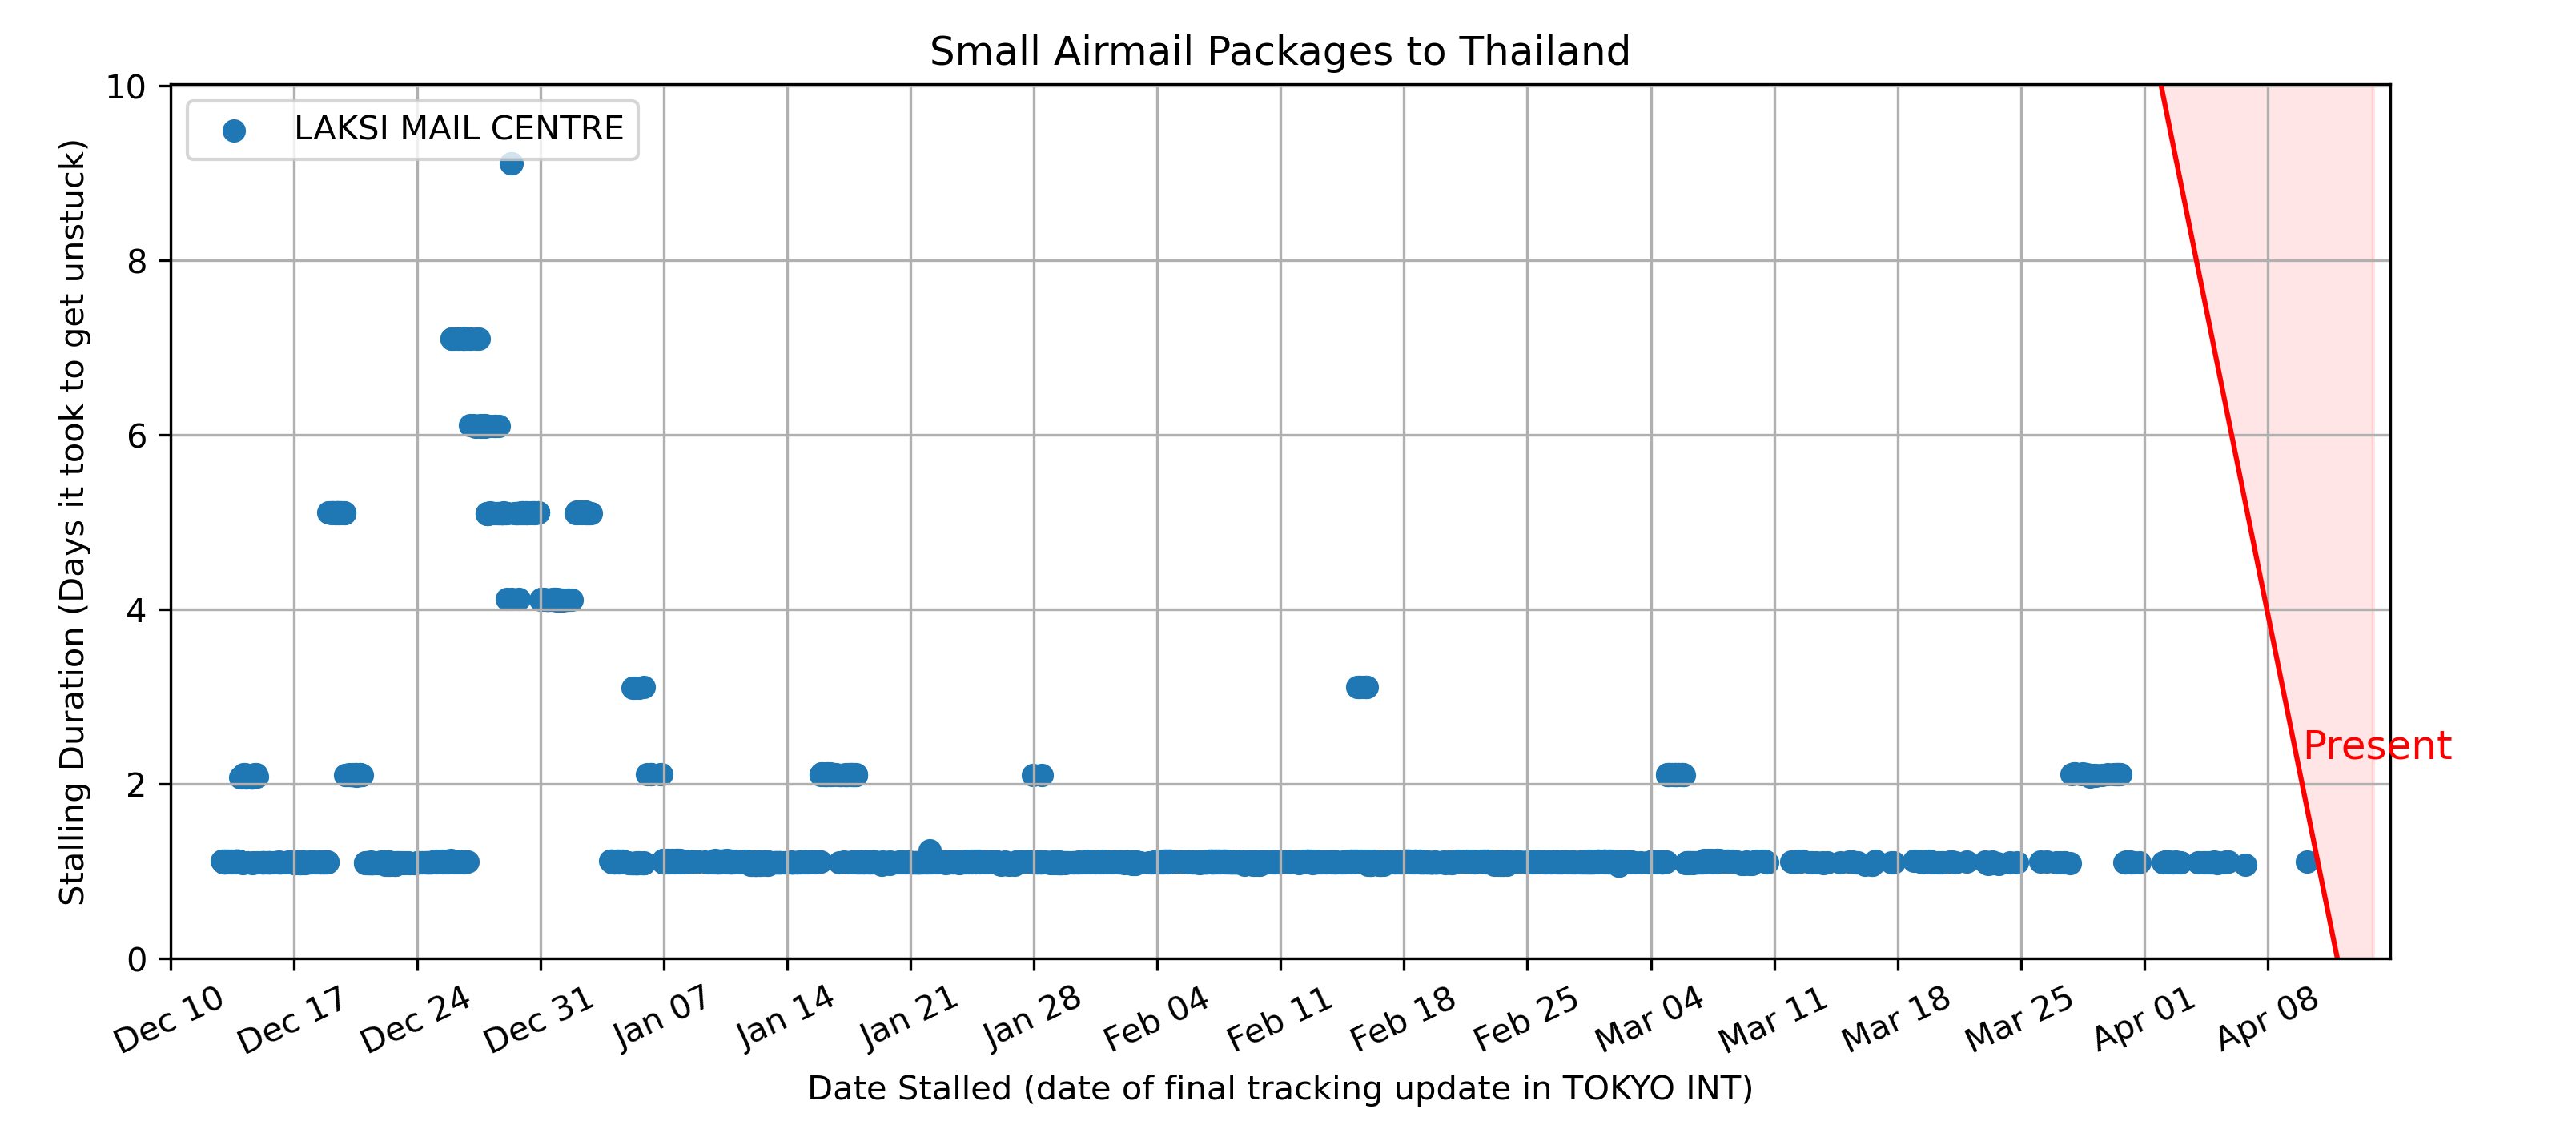 Small Airmail Packages to Thailand
LAKSI MAIL CENTRE
Stalling Duration (Days it took to get unstuck)
10
8
6
4
2
0
Present
Dec 10
Dec 17
Dec 24
Dec 31
Jan 07
Jan 14
Jan 21
Jan 28
Feb 04
Feb 11
Feb 18
Feb 25
Mar 04
Mar 11
Mar 18
Mar 25
Apr 01
Apr 08
Date Stalled (date of final tracking update in TOKYO INT)